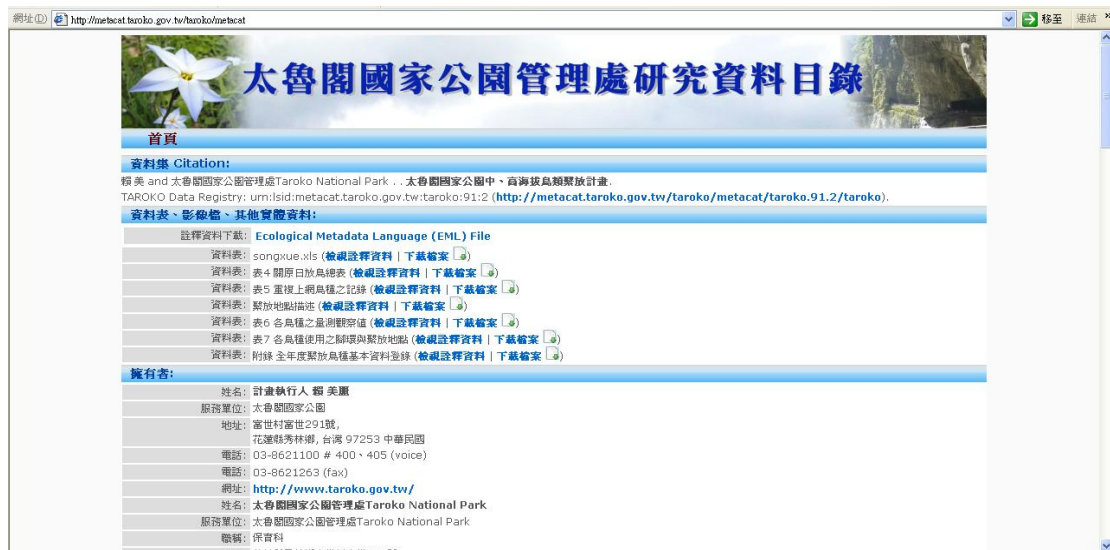 網址(D) http://metacat.taroko.gov.tw/taroko/metacat 移至 連結 »
太魯閣國家公園管理處研究資料目錄
首頁
資料集 Citation:
賴 美 and 太魯閣國家公園管理處Taroko National Park . . 太魯閣國家公園中、高海拔鳥類繫放計畫.
TAROKO Data Registry: urn:lsid:metacat.taroko.gov.tw:taroko:91:2 (http://metacat.taroko.gov.tw/taroko/metacat/taroko.91.2/taroko).
資料表、影像檔、其他實體資料:
詮釋資料下載: Ecological Metadata Language (EML) File
資料表: songxue.xls (檢視詮釋資料 | 下載檔案)
資料表: 表4 關原日放鳥總表 (檢視詮釋資料 | 下載檔案)
資料表: 表5 重複上網鳥種之記錄 (檢視詮釋資料 | 下載檔案)
資料表: 繫放地點描述 (檢視詮釋資料 | 下載檔案)
資料表: 表6 各鳥種之量測觀察值 (檢視詮釋資料 | 下載檔案)
資料表: 表7 各鳥種使用之腳環與繫放地點 (檢視詮釋資料 | 下載檔案)
資料表: 附錄 全年度繫放鳥種基本資料登錄 (檢視詮釋資料 | 下載檔案)
擁有者:
姓名: 計畫執行人 賴 美麗
服務單位: 太魯閣國家公園
地址: 富世村富世291號,
花蓮縣秀林鄉, 台灣 97253 中華民國
電話: 03-8621100 # 400、405 (voice)
電話: 03-8621263 (fax)
網址: http://www.taroko.gov.tw/
姓名: 太魯閣國家公園管理處Taroko National Park
服務單位: 太魯閣國家公園管理處Taroko National Park
職稱: 保育科